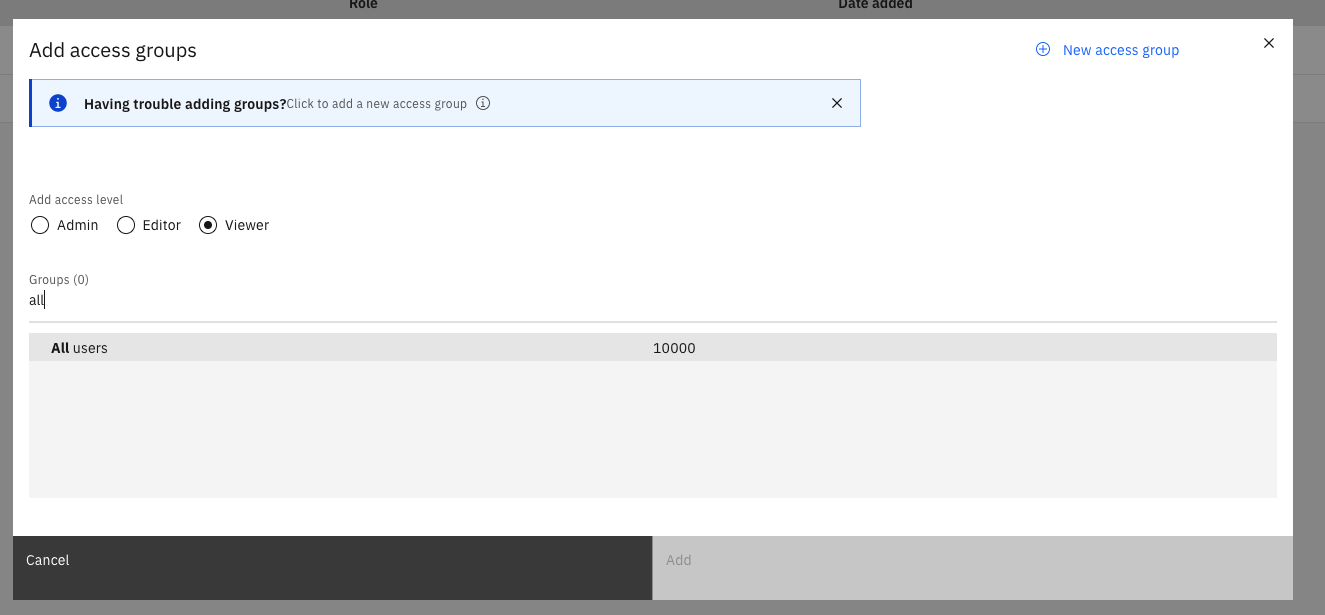 Role Date added
Add access groups
New access group
Having trouble adding groups?Click to add a new access group
Add access level
Admin Editor Viewer
Groups (0)
all
All users 10000
Cancel Add